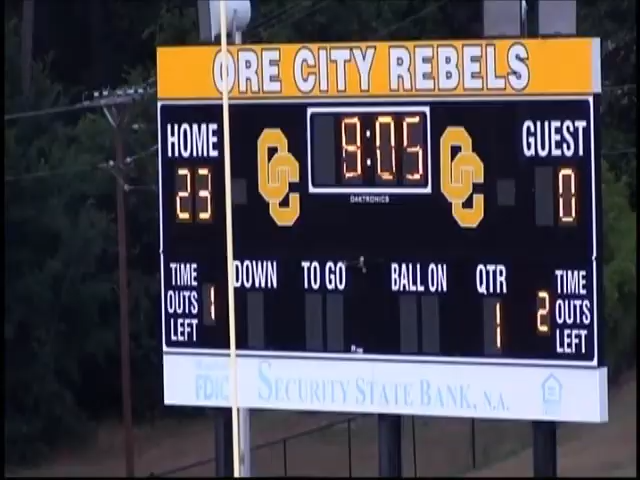 ORE CITY REBELS
HOME 8:05 GUEST
23 OC OC 0
DAKTRONICS
TIME OUTS LEFT 1 DOWN TO GO BALL ON QTR 1 2 TIME OUTS LEFT
FDIC SECURITY STATE BANK, N.A.